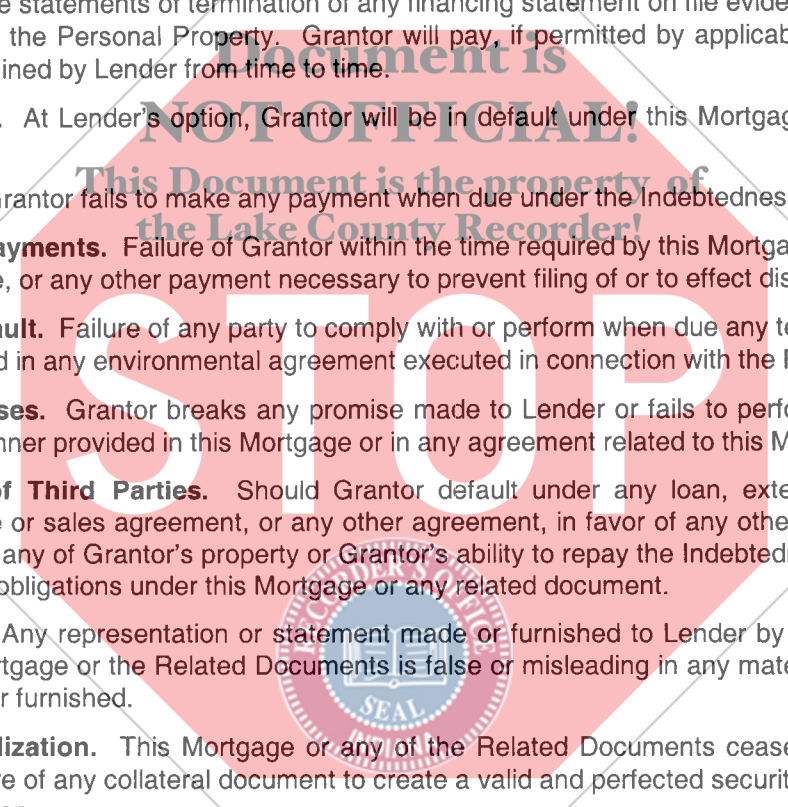 e statements of termination of any financing statement on file evide
the Personal Property. Grantor will pay, if permitted by applicab
ined by Lender from time to time.
Document is
NOT OFFICIAL!
This Document is the property of
the Lake County Recorder!
. At Lender's option, Grantor will be in default under this Mortgag
Grantor fails to make any payment when due under the Indebtednes
ayments. Failure of Grantor within the time required by this Mortga
e, or any other payment necessary to prevent filing of or to effect dis
ault. Failure of any party to comply with or perform when due any te
d in any environmental agreement executed in connection with the P
STOP
ses. Grantor breaks any promise made to Lender or fails to perfo
nner provided in this Mortgage or in any agreement related to this M
of Third Parties. Should Grantor default under any loan, exte
e or sales agreement, or any other agreement, in favor of any othe
any of Grantor's property or Grantor's ability to repay the Indebtedn
obligations under this Mortgage or any related document.
RECORDER'S OFFICE
SEAL
INDIANA
Any representation or statement made or furnished to Lender by
rtgage or the Related Documents is false or misleading in any mate
r furnished.
lization. This Mortgage or any of the Related Documents cease
re of any collateral document to create a valid and perfected securit